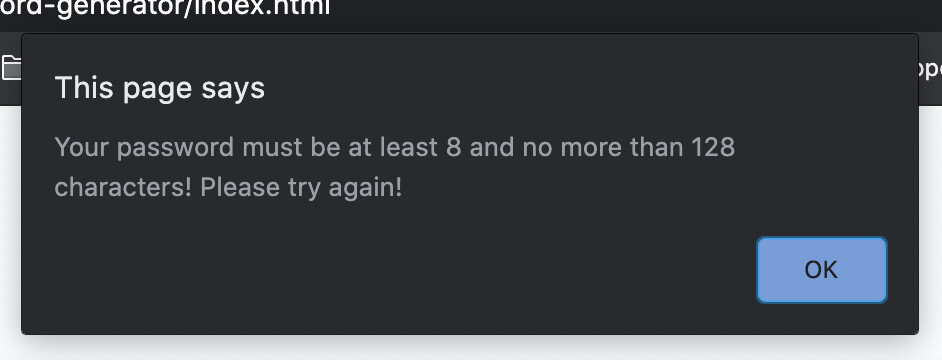 ord-generator/index.html
This page says
Your password must be at least 8 and no more than 128
characters! Please try again!
OK